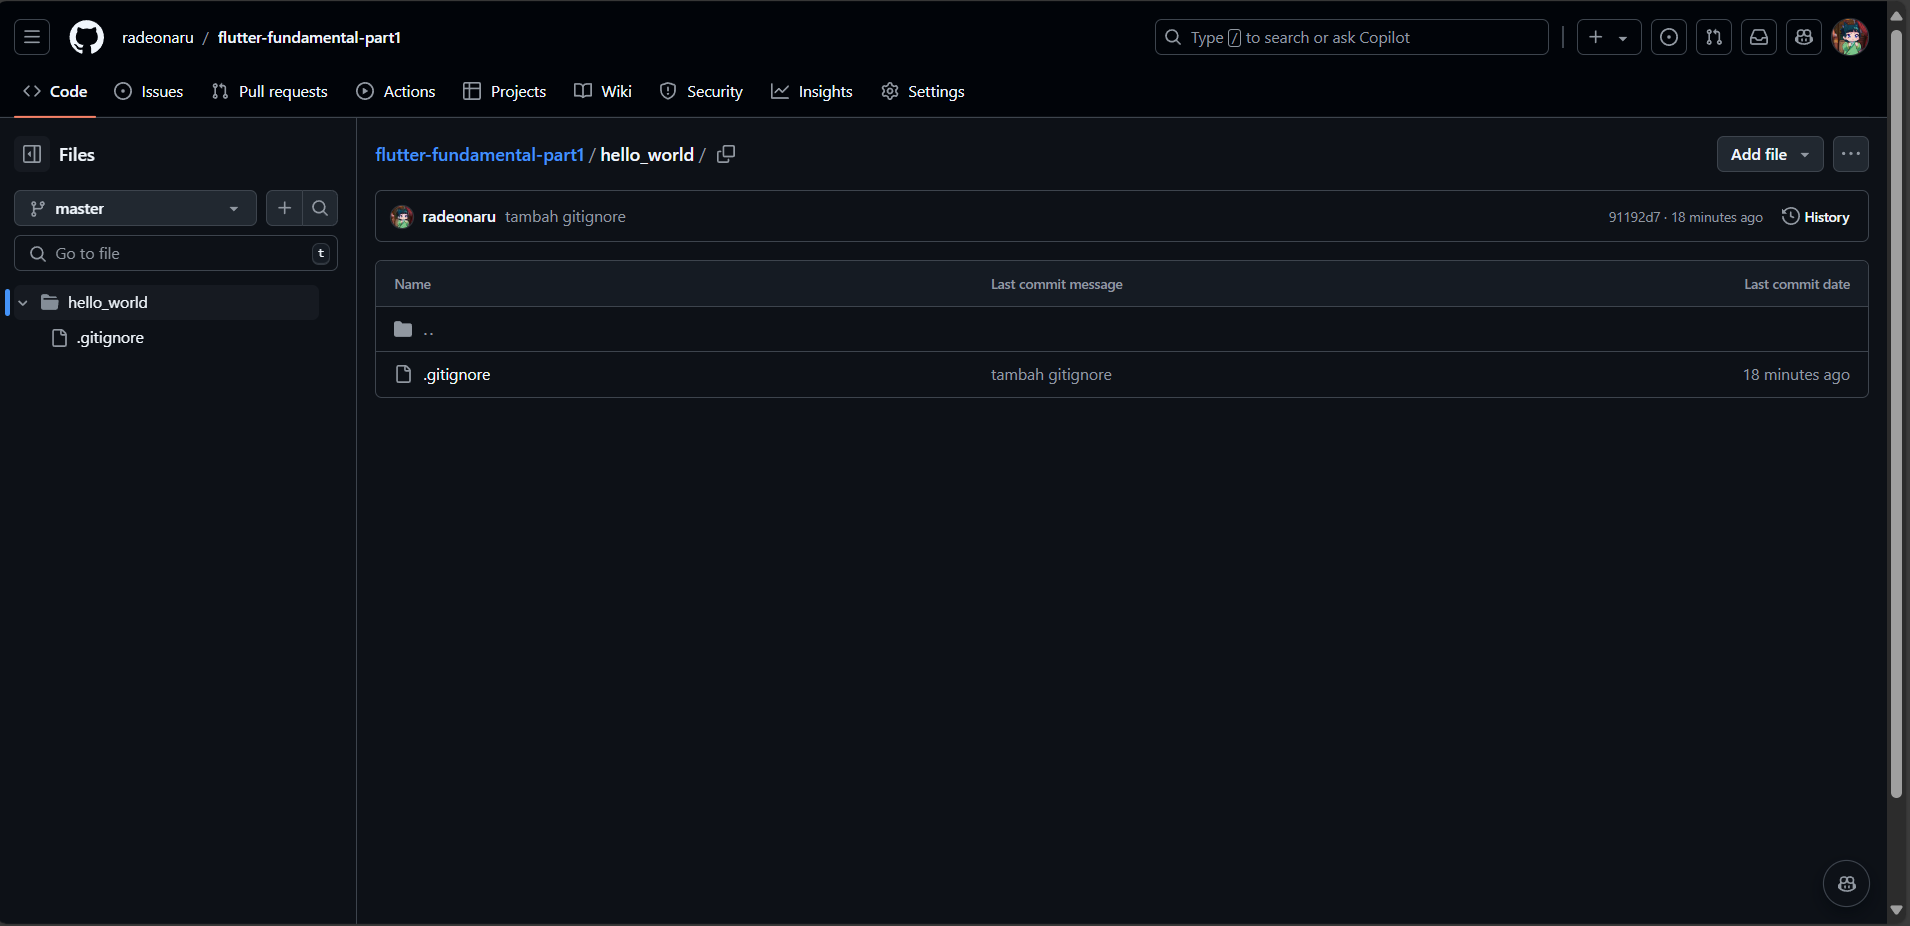 radeonaru / flutter-fundamental-part1
Type / to search or ask Copilot
Code Issues Pull requests Actions Projects Wiki Security Insights Settings
Files
master
Go to file t
hello_world
.gitignore
flutter-fundamental-part1 / hello_world /
Add file
radeonaru tambah gitignore 91192d7 · 18 minutes ago History
Name Last commit message Last commit date
..
.gitignore tambah gitignore 18 minutes ago